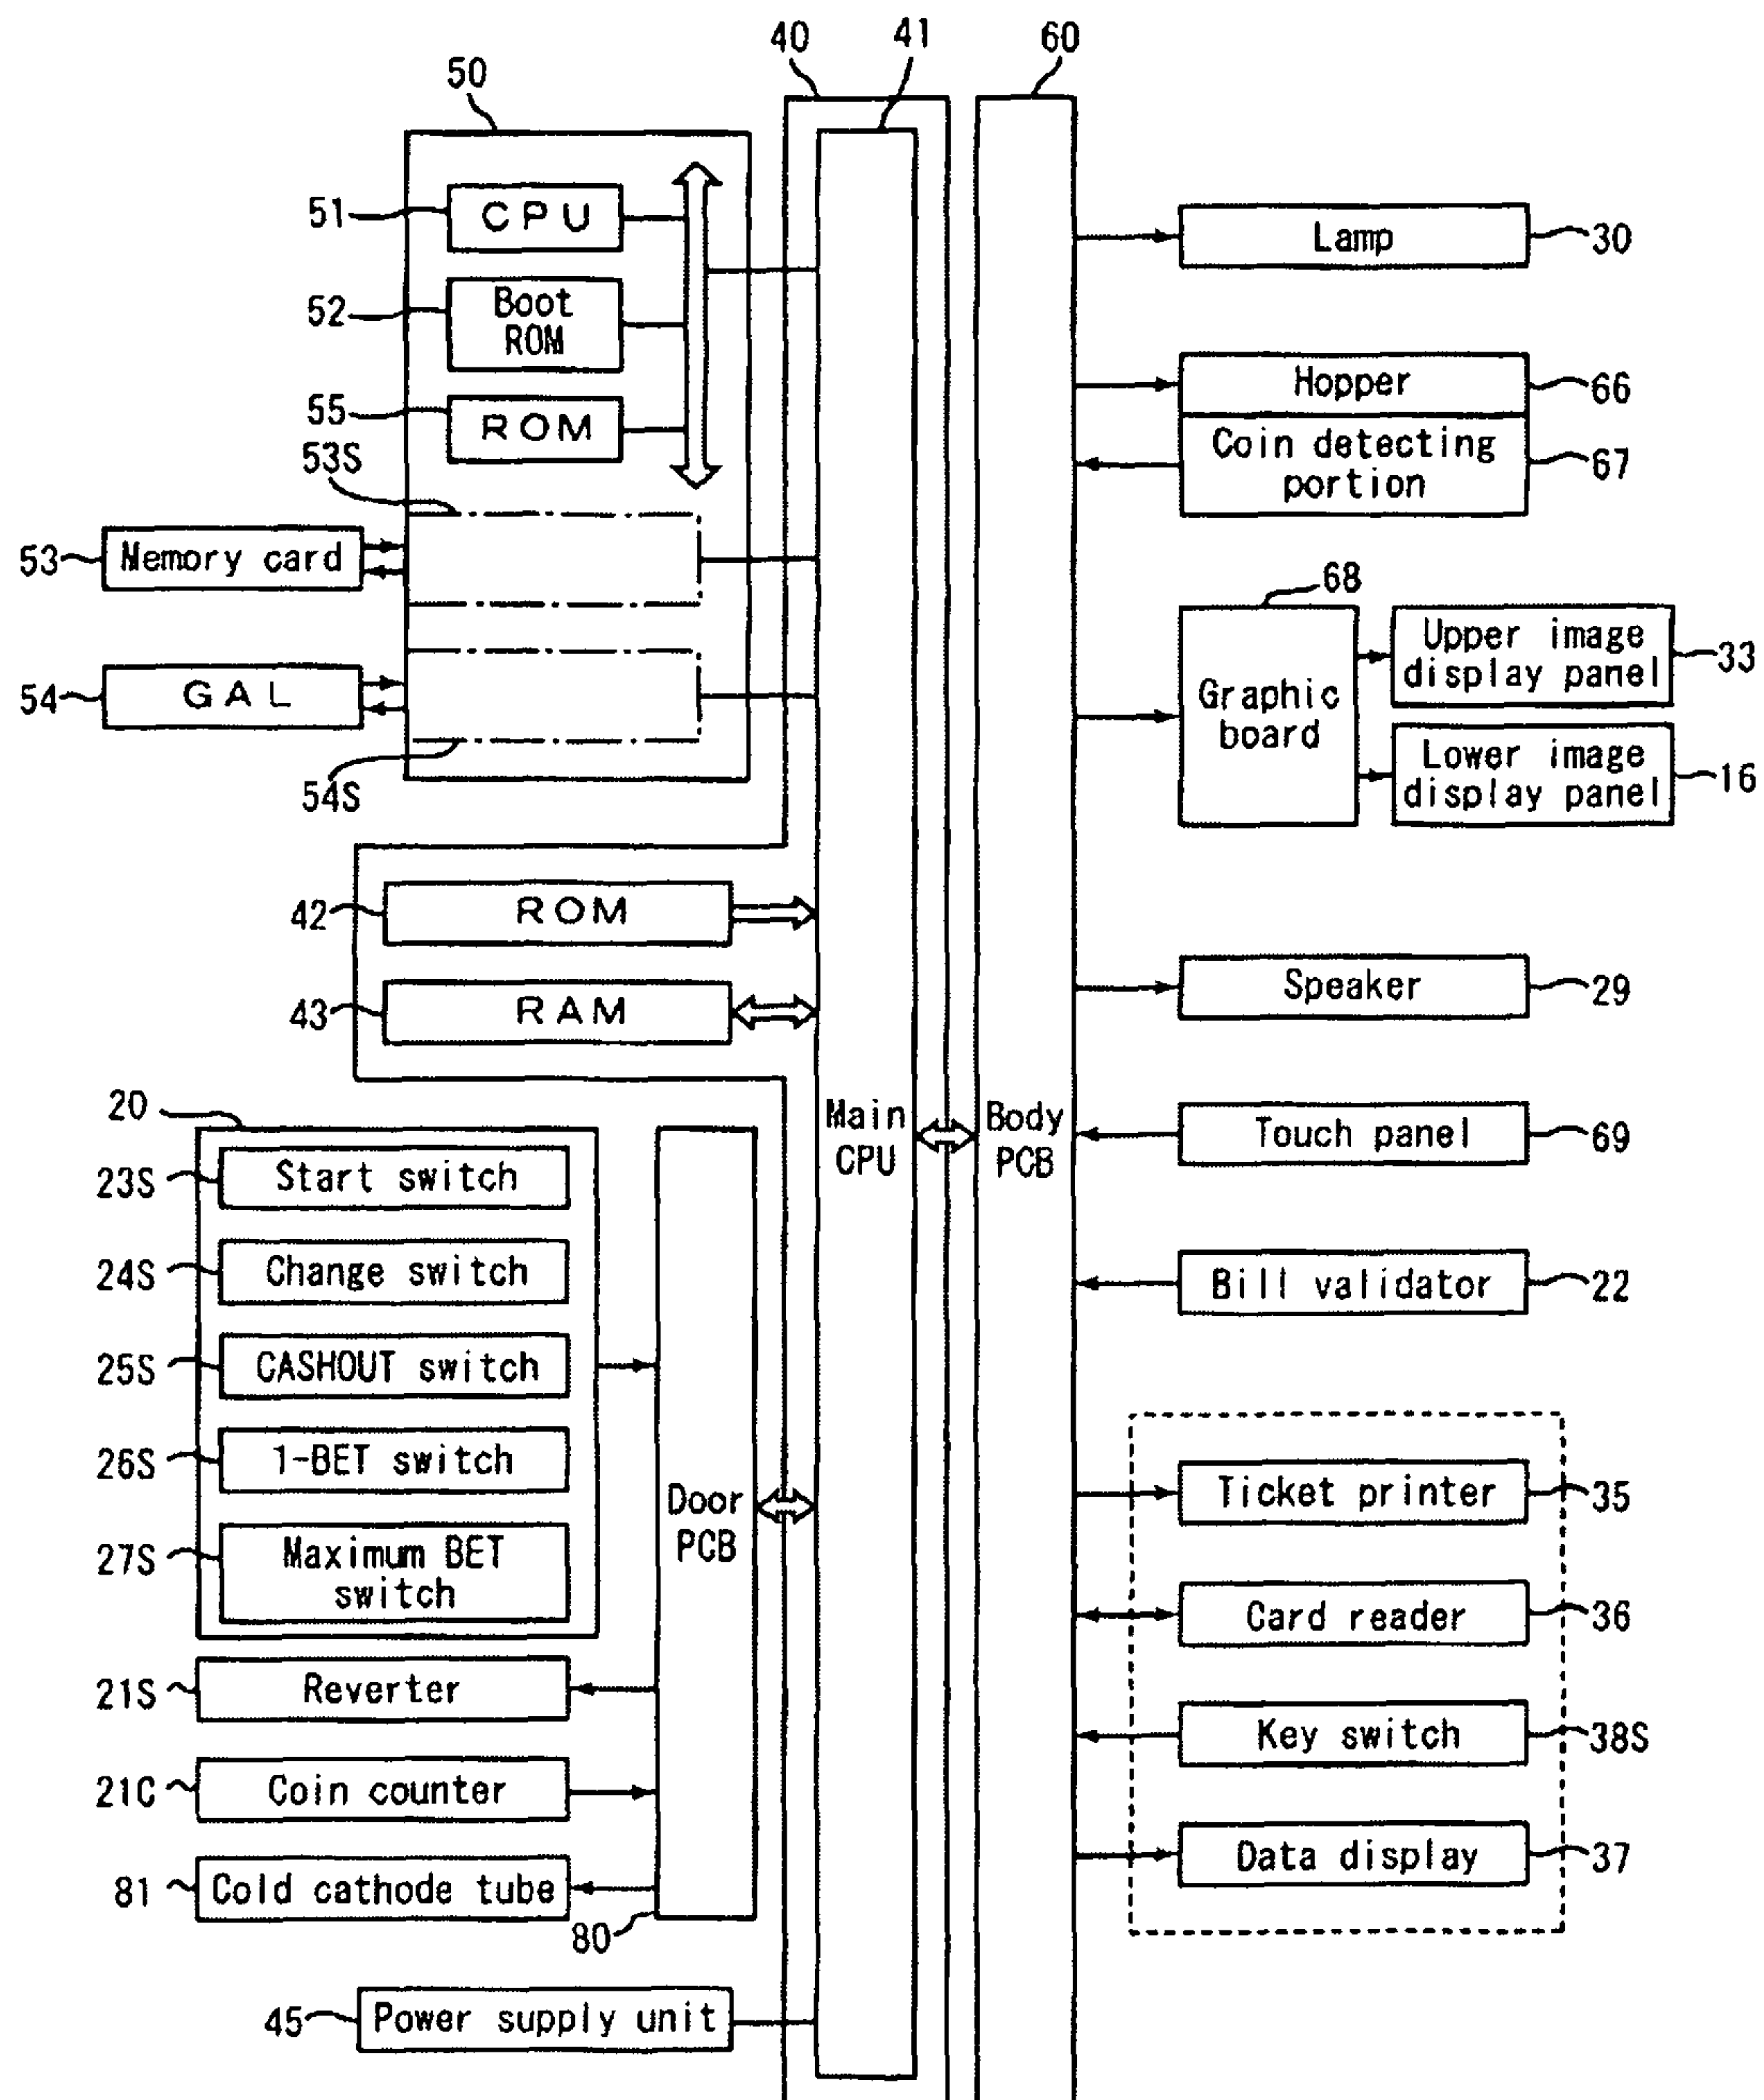 40
41
60
50
51
CPU
52
Boot
ROM
55
ROM
53S
53
Memory card
54
GAL
54S
Lamp
30
Hopper
66
Coin detecting
portion
67
68
Graphic
board
Upper image
display panel
33
Lower image
display panel
16
42
ROM
43
RAM
Speaker
29
20
Main
CPU
Body
PCB
Touch panel
69
23S
Start switch
24S
Change switch
Bill validator
22
25S
CASHOUT switch
26S
1-BET switch
27S
Maximum BET
switch
Door
PCB
Ticket printer
35
Card reader
36
21S
Reverter
Key switch
38S
21C
Coin counter
Data display
37
81
Cold cathode tube
80
45
Power supply unit